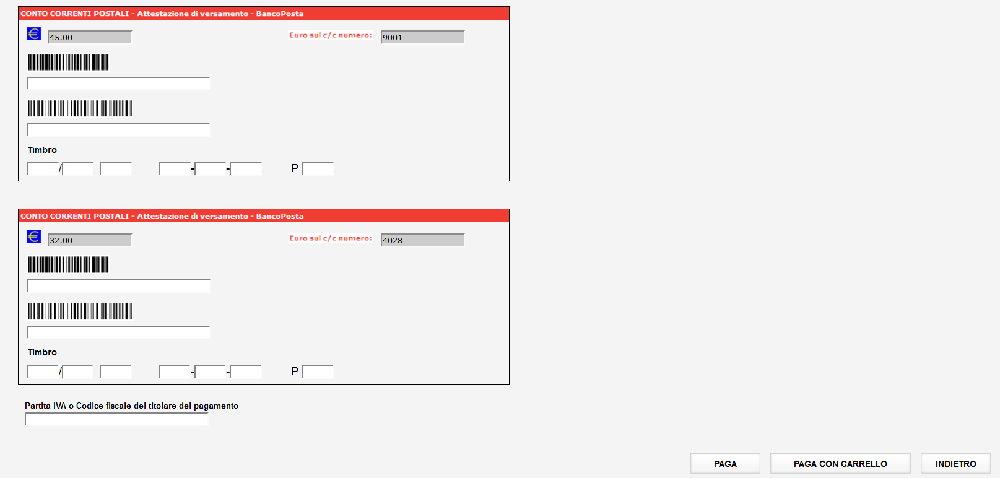 CONTO CORRENTI POSTALI - Attestazione di versamento - BancoPosta
€ 45.00 Euro sul c/c numero: 9001
Timbro
/ - - P
CONTO CORRENTI POSTALI - Attestazione di versamento - BancoPosta
€ 32.00 Euro sul c/c numero: 4028
Timbro
/ - - P
Partita IVA o Codice fiscale del titolare del pagamento
PAGA PAGA CON CARRELLO INDIETRO